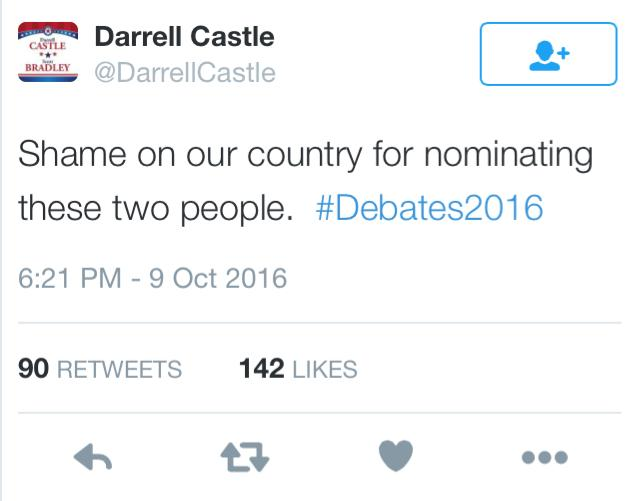 Darrell Castle
@DarrellCastle
Darrell
CASTLE
Scott
BRADLEY
Shame on our country for nominating
these two people. #Debates2016
6:21 PM - 9 Oct 2016
90 RETWEETS 142 LIKES